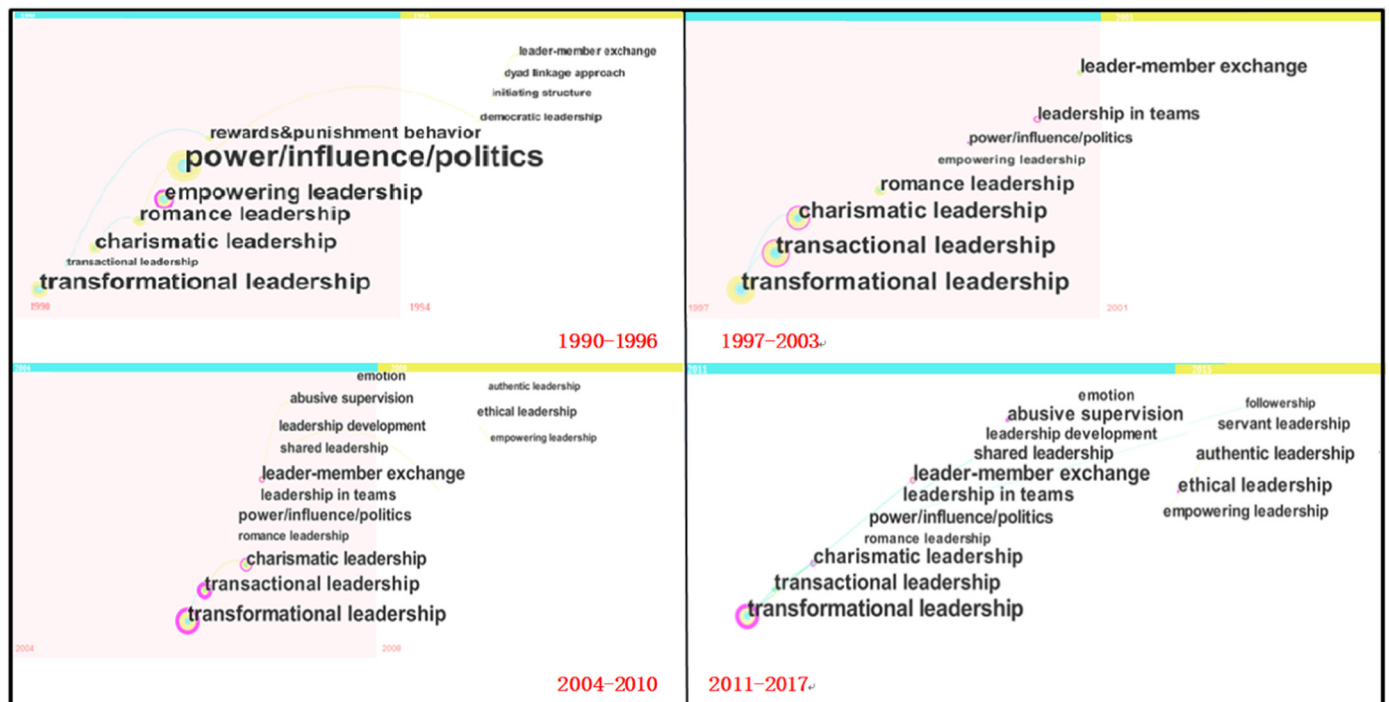 1990
leader-member exchange
dyad linkage approach
initiating structure
democratic leadership
rewards&punishment behavior
power/influence/politics
empowering leadership
romance leadership
charismatic leadership
transactional leadership
transformational leadership
1990 1994
1990-1996
2001
leader-member exchange
leadership in teams
power/influence/politics
empowering leadership
romance leadership
charismatic leadership
transactional leadership
transformational leadership
1997 2001
1997-2003
2004
emotion
authentic leadership
abusive supervision
ethical leadership
leadership development
empowering leadership
shared leadership
leader-member exchange
leadership in teams
power/influence/politics
romance leadership
charismatic leadership
transactional leadership
transformational leadership
2004 2008
2004-2010
2011 2015
emotion
followership
abusive supervision
servant leadership
leadership development
shared leadership
authentic leadership
leader-member exchange
ethical leadership
leadership in teams
empowering leadership
power/influence/politics
romance leadership
charismatic leadership
transactional leadership
transformational leadership
2011-2017